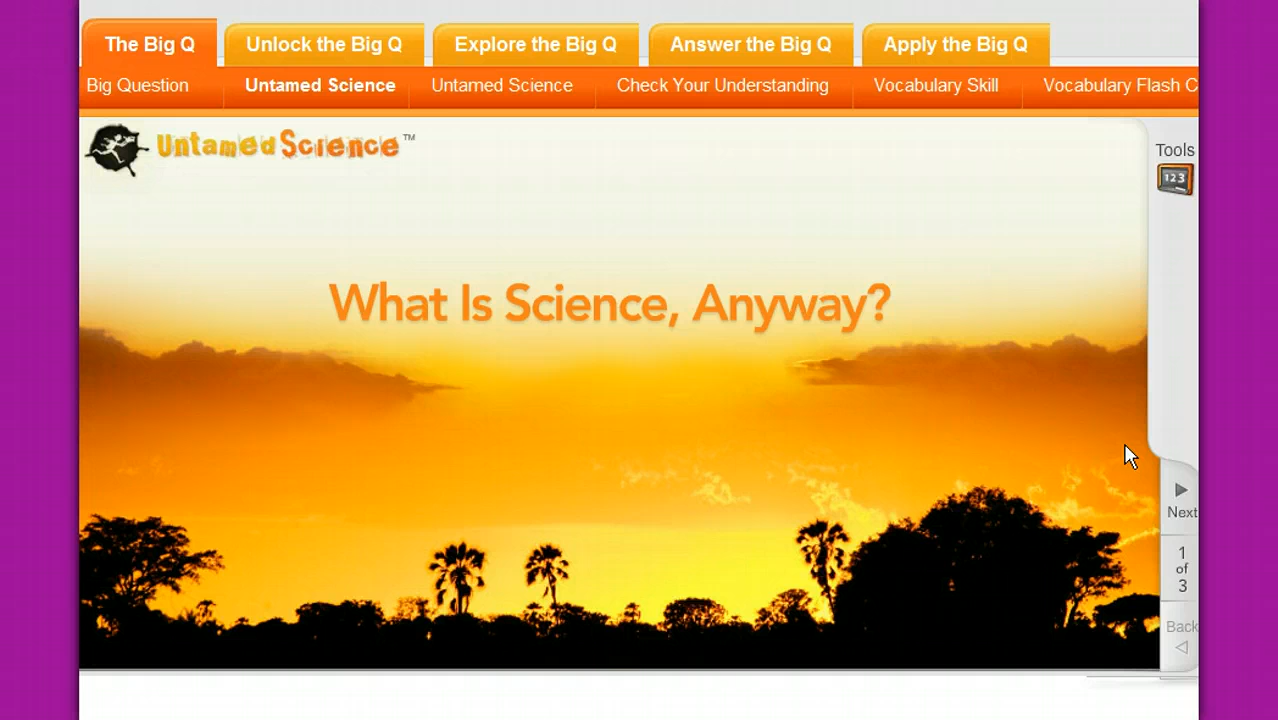 The Big Q Unlock the Big Q Explore the Big Q Answer the Big Q Apply the Big Q
Big Question Untamed Science Untamed Science Check Your Understanding Vocabulary Skill Vocabulary Flash C
Untamed Science™
Tools
123
What Is Science, Anyway?
Next
1
of
3
Back